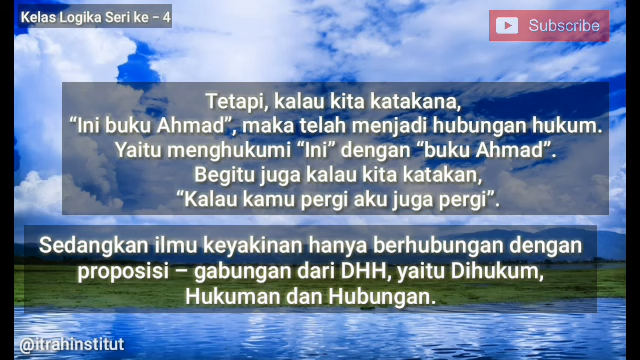 Kelas Logika Seri ke - 4
Subscribe
Tetapi, kalau kita katakana,
“Ini buku Ahmad”, maka telah menjadi hubungan hukum.
Yaitu menghukumi “Ini” dengan “buku Ahmad”.
Begitu juga kalau kita katakan,
“Kalau kamu pergi aku juga pergi”.
Sedangkan ilmu keyakinan hanya berhubungan dengan
proposisi – gabungan dari DHH, yaitu Dihukum,
Hukuman dan Hubungan.
@itrahinstitut